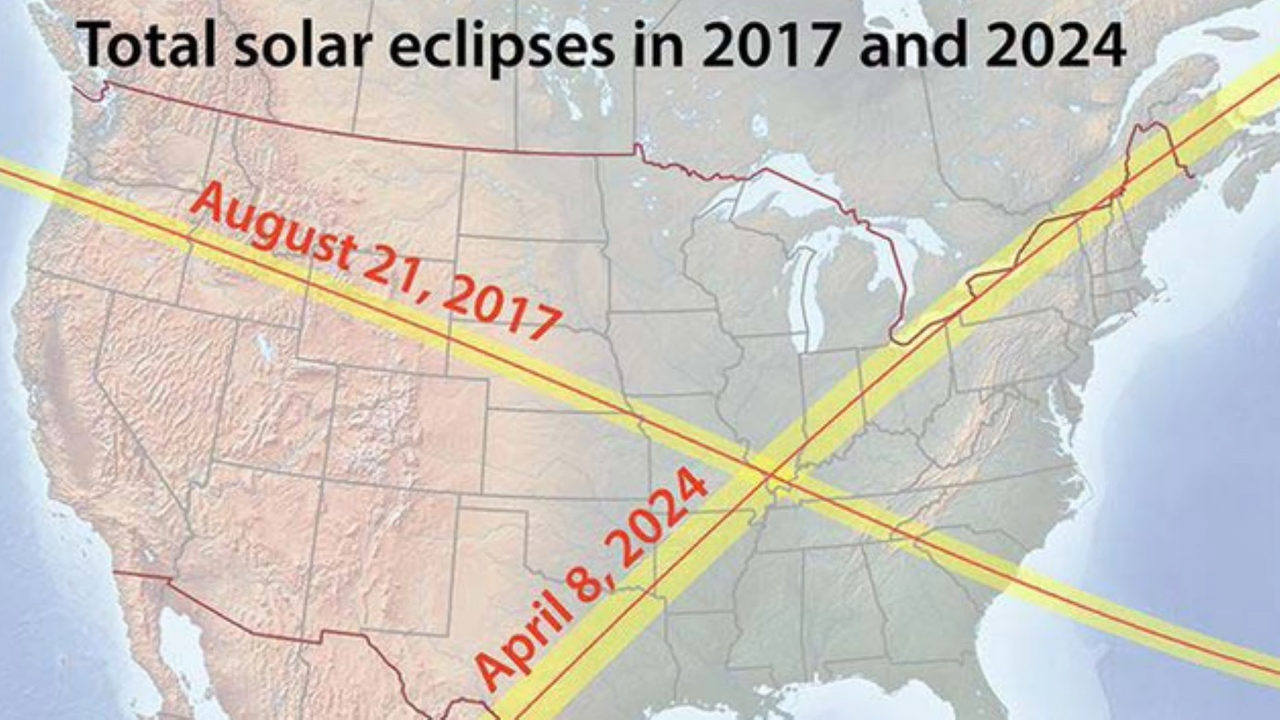 Total solar eclipses in 2017 and 2024
August 21, 2017
April 8, 2024